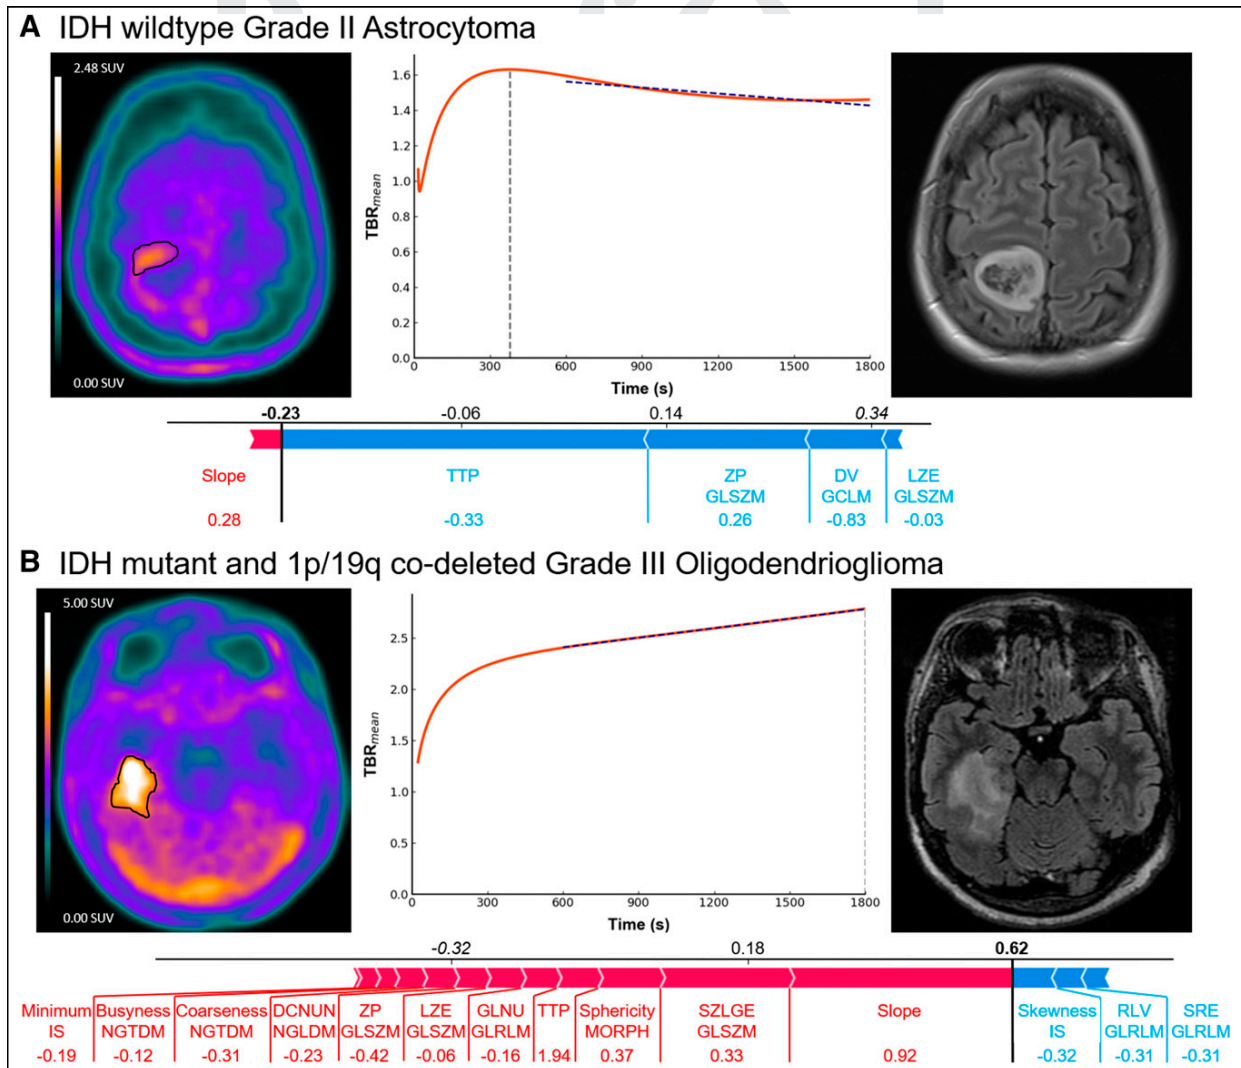 A IDH wildtype Grade II Astrocytoma
2.48 SUV
0.00 SUV
TBRmean
1.6
1.4
1.2
1.0
0.8
0.6
0.4
0.2
0.0
0 300 600 900 1200 1500 1800
Time (s)
-0.23 -0.06 0.14 0.34
Slope TTP ZP DV LZE
GLSZM GCLM GLSZM
0.28 -0.33 0.26 -0.83 -0.03
B IDH mutant and 1p/19q co-deleted Grade III Oligodendrioglioma
5.00 SUV
0.00 SUV
TBRmean
2.5
2.0
1.5
1.0
0.5
0.0
0 300 600 900 1200 1500 1800
Time (s)
-0.32 0.18 0.62
Minimum Busyness Coarseness DCNUN ZP LZE GLNU TTP Sphericity SZLGE Slope Skewness RLV SRE
IS NGTDM NGTDM NGLDM GLSZM GLSZM GLRLM MORPH GLSZM IS GLRLM GLRLM
-0.19 -0.12 -0.31 -0.23 -0.42 -0.06 -0.16 1.94 0.37 0.33 0.92 -0.32 -0.31 -0.31